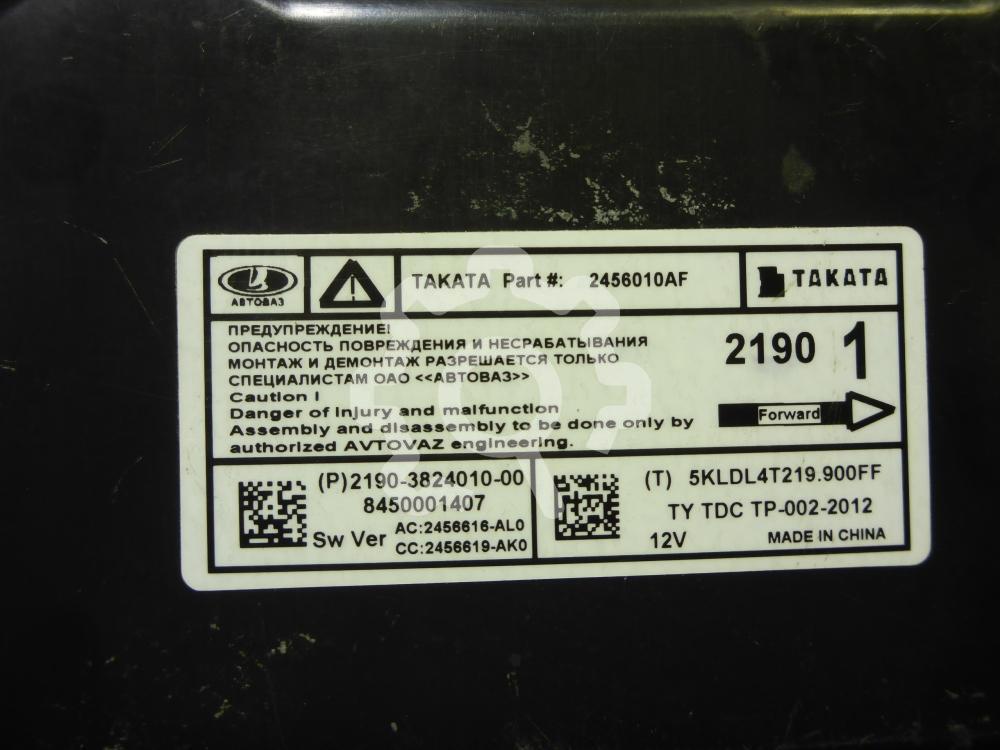 АВТОВАЗ
TAKATA Part #: 2456010AF
TAKATA
ПРЕДУПРЕЖДЕНИЕ!
ОПАСНОСТЬ ПОВРЕЖДЕНИЯ И НЕСРАБАТЫВАНИЯ
МОНТАЖ И ДЕМОНТАЖ РАЗРЕШАЕТСЯ ТОЛЬКО
СПЕЦИАЛИСТАМ ОАО <<АВТОВАЗ>>
Caution !
Danger of Injury and malfunction
Assembly and disassembly to be done only by
authorized AVTOVAZ engineering.
2190 1
Forward
(P)2190-3824010-00
8450001407
Sw Ver
AC:2456616-AL0
CC:2456619-AK0
(T) 5KLDL4T219.900FF
TY TDC TP-002-2012
12V
MADE IN CHINA